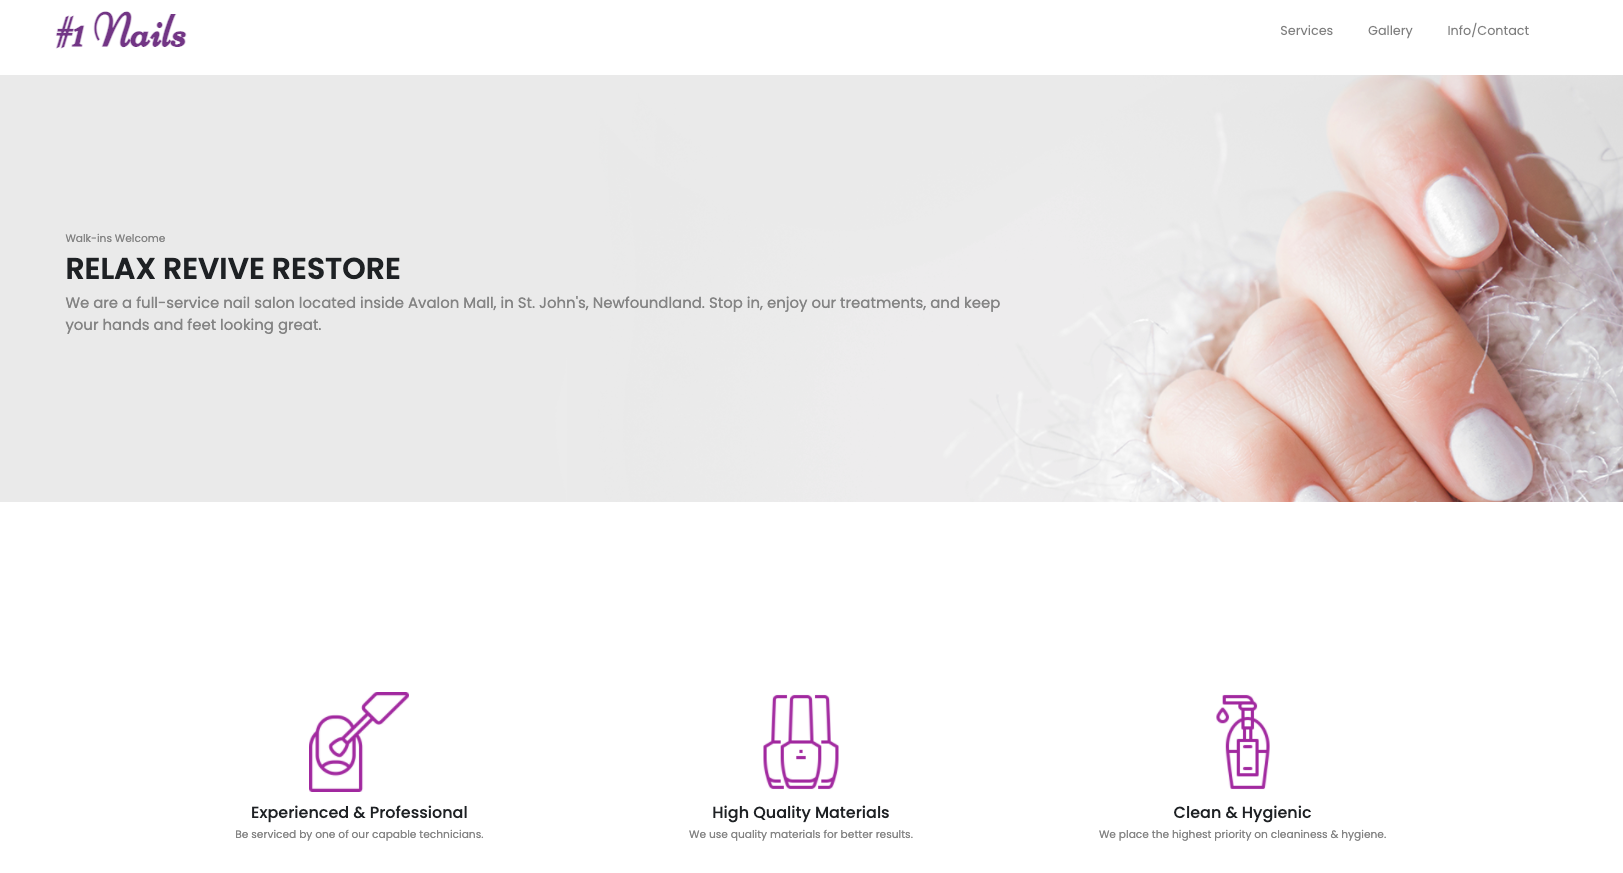 #1 Nails
Services
Gallery
Info/Contact
Walk-ins Welcome
RELAX REVIVE RESTORE
We are a full-service nail salon located inside Avalon Mall, in St. John's, Newfoundland. Stop in, enjoy our treatments, and keep
your hands and feet looking great.
Experienced & Professional
Be serviced by one of our capable technicians.
High Quality Materials
We use quality materials for better results.
Clean & Hygienic
We place the highest priority on cleaniness & hygiene.